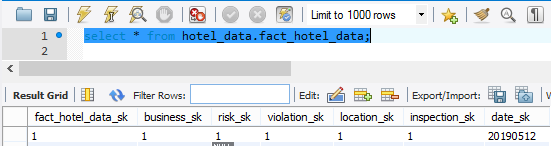 Limit to 1000 rows
1 select * from hotel_data.fact_hotel_data;
2
Result Grid Filter Rows: Edit: Export/Import:
fact_hotel_data_sk business_sk risk_sk violation_sk location_sk inspection_sk date_sk
1 1 1 1 1 1 20190512
NULL